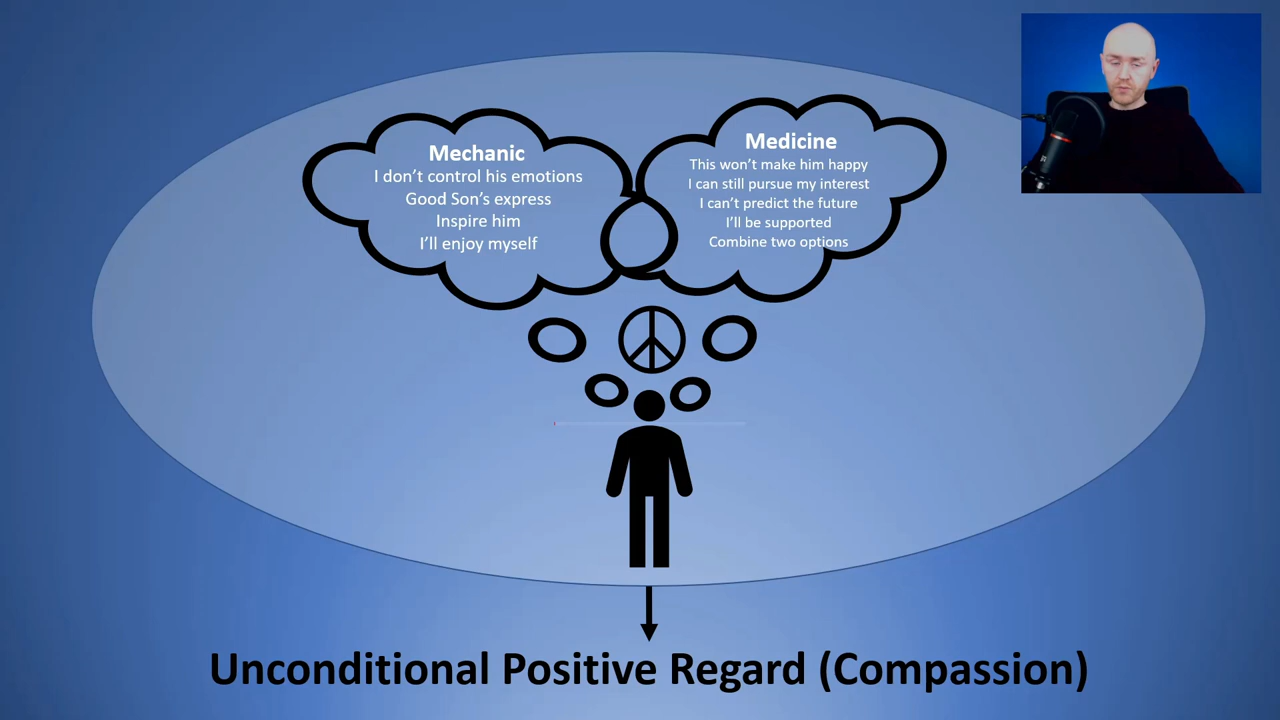 Mechanic
I don't control his emotions
Good Son's express
Inspire him
I'll enjoy myself
Medicine
This won't make him happy
I can still pursue my interest
I can't predict the future
I'll be supported
Combine two options
Unconditional Positive Regard (Compassion)